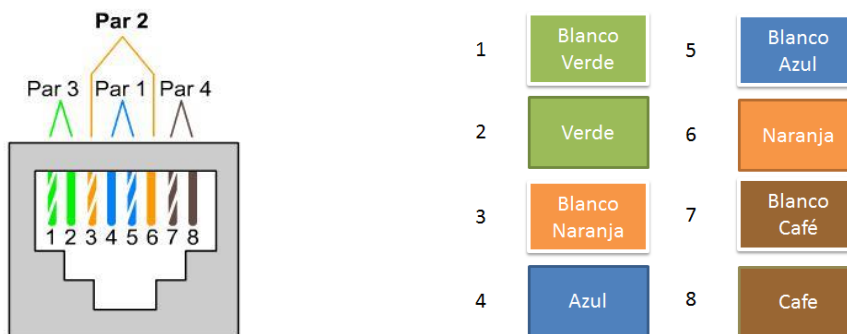 Par 2
Par 3 Par 1 Par 4
1 2 3 4 5 6 7 8
1 Blanco
Verde
2 Verde
3 Blanco
Naranja
4 Azul
5 Blanco
Azul
6 Naranja
7 Blanco
Café
8 Cafe